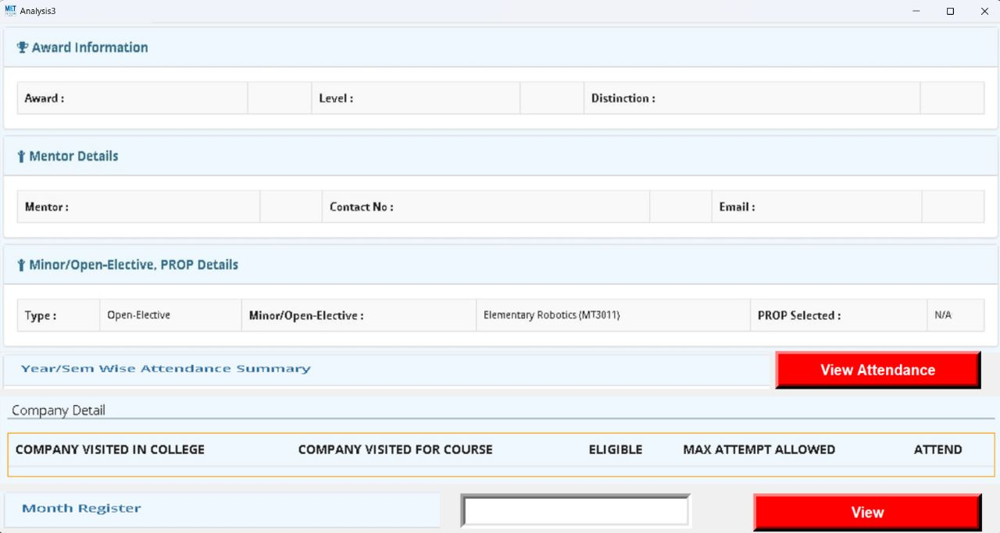 MET Analysis3
Award Information
Award : Level : Distinction :
Mentor Details
Mentor : Contact No : Email :
Minor/Open-Elective, PROP Details
Type : Open-Elective Minor/Open-Elective : Elementary Robotics (MT3011) PROP Selected : N/A
Year/Sem Wise Attendance Summary View Attendance
Company Detail
COMPANY VISITED IN COLLEGE COMPANY VISITED FOR COURSE ELIGIBLE MAX ATTEMPT ALLOWED ATTEND
Month Register View